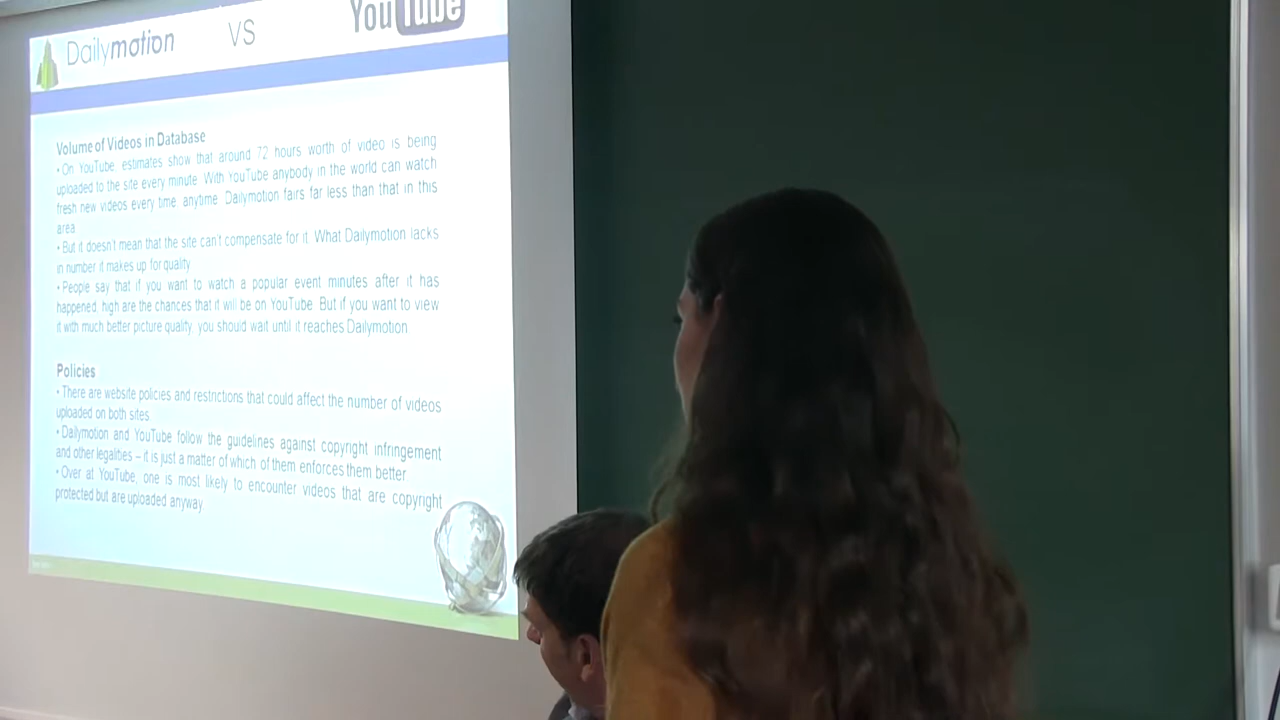 Dailymotion VS YouTube
Volume of Videos in Database
• On YouTube, estimates show that around 72 hours worth of video is being
uploaded to the site every minute. With YouTube anybody in the world can watch
fresh new videos every time, anytime. Dailymotion fairs far less than that in this
area.
• But it doesn't mean that the site can't compensate for it. What Dailymotion lacks
in number it makes up for quality.
• People say that if you want to watch a popular event minutes after it has
happened, high are the chances that it will be on YouTube. But if you want to view
it with much better picture quality, you should wait until it reaches Dailymotion.
Policies
• There are website policies and restrictions that could affect the number of videos
uploaded on both sites.
• Dailymotion and YouTube follow the guidelines against copyright infringement
and other legalities – it is just a matter of which of them enforces them better.
• Over at YouTube, one is most likely to encounter videos that are copyright
protected but are uploaded anyway.